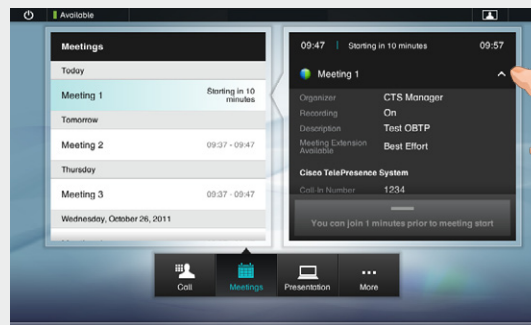 Available
Meetings
Today
Meeting 1
Starting in 10
minutes
Tomorrow
Meeting 2
09:37 - 09:47
Thursday
Meeting 3
09:37 - 09:47
Wednesday, October 26, 2011
09:47 | Starting in 10 minutes 09:57
Meeting 1
Organizer CTS Manager
Recording On
Description Test OBTP
Meeting Extension
Available Best Effort
Cisco TelePresence System
Call-In Number 1234
You can join 1 minutes prior to meeting start
Call
Meetings
Presentation
More